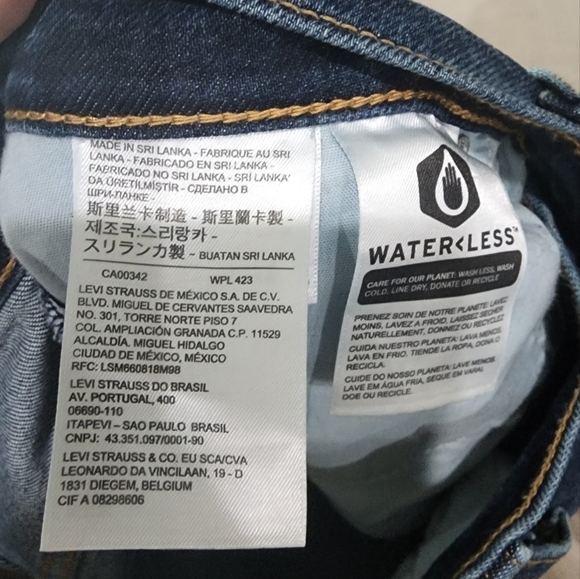 MADE IN SRI LANKA - FABRIQUE AU SRI
LANKA - FABRICADO EN SRI LANKA -
FABRICADO NO SRI LANKA - SRİ LANKA'
DA ÜRETİLMİŞTİR - СДЕЛАНО В
ШРИ-ЛАНКЕ -
斯里兰卡制造 - 斯里蘭卡製 -
제조국:스리랑카 -
スリランカ製 - BUATAN SRI LANKA
CA00342 WPL 423
LEVI STRAUSS DE MÉXICO S.A. DE C.V.
BLVD. MIGUEL DE CERVANTES SAAVEDRA
NO. 301, TORRE NORTE PISO 7
COL. AMPLIACIÓN GRANADA C.P. 11529
ALCALDÍA. MIGUEL HIDALGO
CIUDAD DE MÉXICO, MÉXICO
RFC: LSM660818M98
LEVI STRAUSS DO BRASIL
AV. PORTUGAL, 400
06690-110
ITAPEVI – SAO PAULO BRASIL
CNPJ: 43.351.097/0001-90
LEVI STRAUSS & CO. EU SCA/CVA
LEONARDO DA VINCILAAN, 19 - D
1831 DIEGEM, BELGIUM
CIF A 08298606
WATER<LESS™
CARE FOR OUR PLANET: WASH LESS, WASH
COLD, LINE DRY, DONATE OR RECYCLE
PRENEZ SOIN DE NOTRE PLANETE: LAVEZ
MOINS, LAVEZ A FROID, LAISSEZ SÉCHER
NATURELLEMENT, DONNEZ OU RECYCLEZ
CUIDA NUESTRO PLANETA: LAVA MENOS,
LAVA EN FRIO, TIENDE LA ROPA, DONA O
RECICLA.
CUIDE DO NOSSO PLANETA: LAVE MENOS,
LAVE EM ÁGUA FRIA, SEQUE EM VARAL
DOE OU RECICLE.